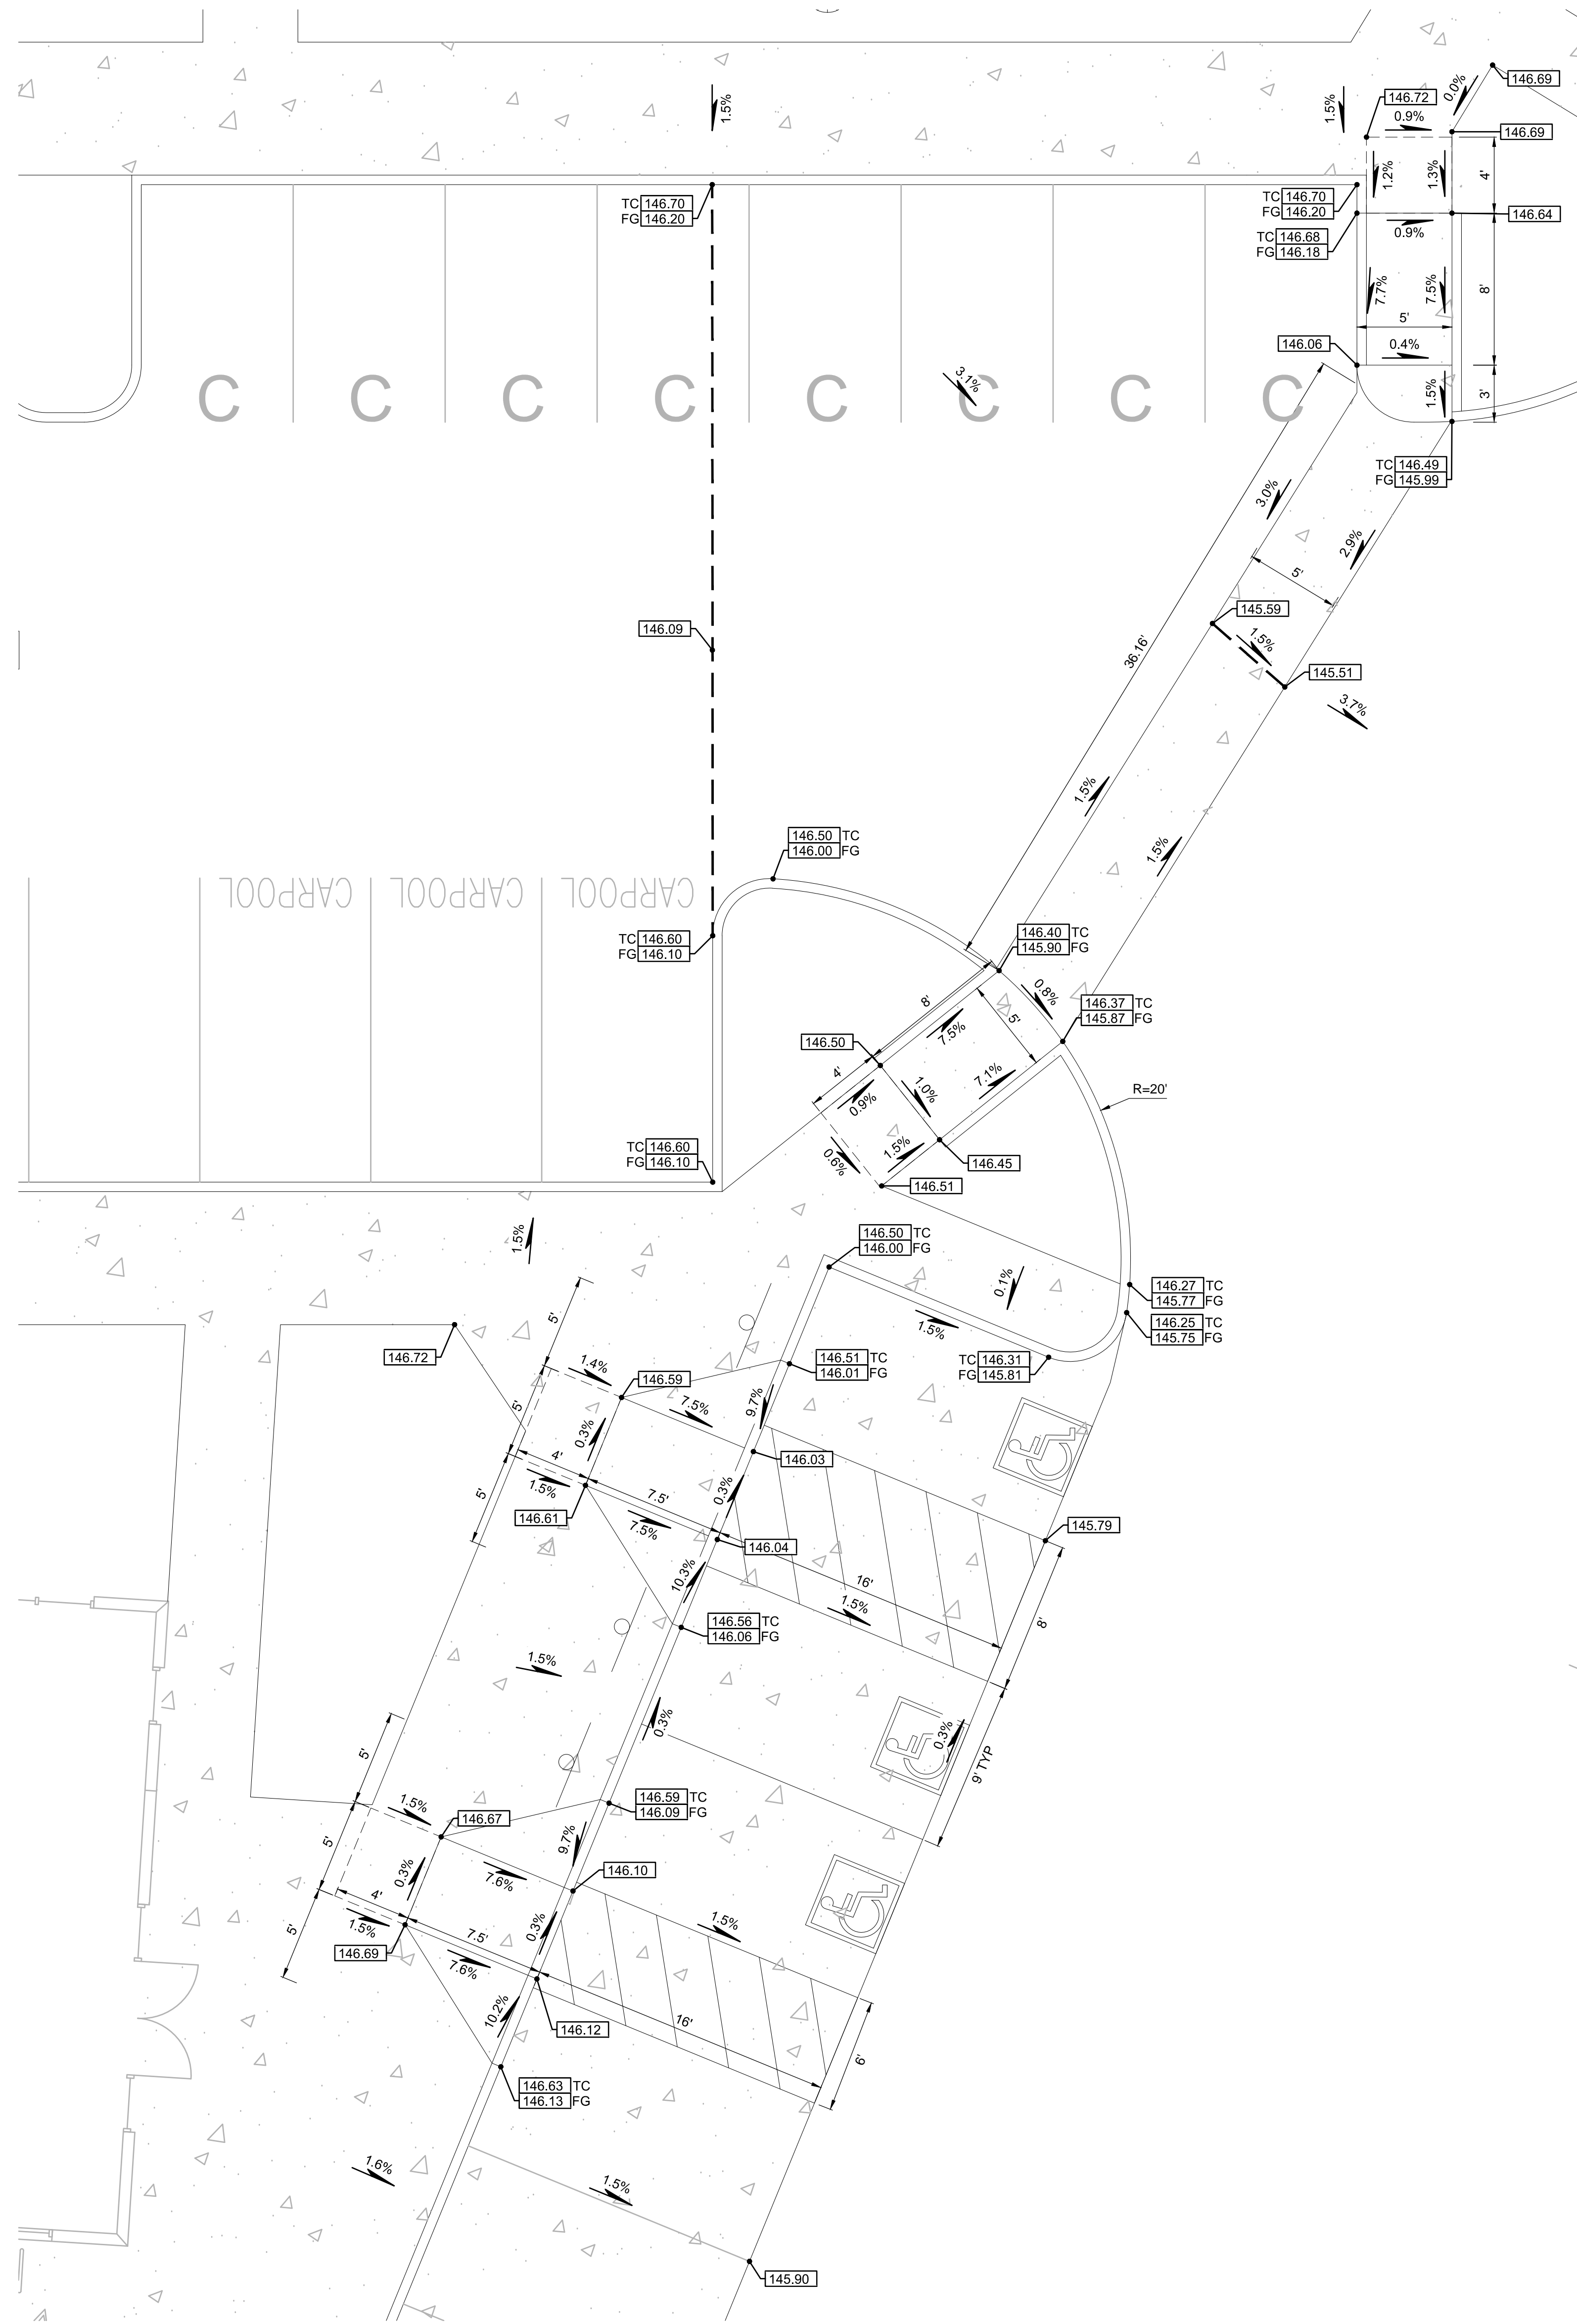 146.69
0.0%
146.72
0.9%
146.69
1.5%
1.5%
1.2%
1.3%
4'
TC 146.70
FG 146.20
TC 146.70
FG 146.20
146.64
0.9%
TC 146.68
FG 146.18
7.7%
7.5%
8'
5'
146.06
0.4%
C C C C C C C C
3.1%
1.5%
3'
TC 146.49
FG 145.99
3.0%
2.9%
5'
145.59
146.09
1.5%
36.16'
145.51
3.7%
1.5%
1.5%
146.50 TC
146.00 FG
CARPOOL CARPOOL CARPOOL
TC 146.60
FG 146.10
146.40 TC
145.90 FG
8'
0.8%
5'
146.37 TC
145.87 FG
7.5%
146.50
4'
7.1%
1.0%
R=20'
0.9%
TC 146.60
FG 146.10
1.5%
0.6%
146.45
146.51
1.5%
146.50 TC
146.00 FG
0.1%
146.27 TC
145.77 FG
5'
1.5%
146.25 TC
145.75 FG
146.72
1.4%
146.51 TC
146.01 FG
TC 146.31
FG 145.81
146.59
5'
7.5%
9.7%
0.3%
4'
146.03
1.5%
5'
7.5'
0.3%
146.61
7.5%
145.79
146.04
10.3%
16'
1.5%
146.56 TC
146.06 FG
8'
1.5%
0.3%
0.3%
5'
9' TYP
1.5%
146.59 TC
146.09 FG
146.67
5'
9.7%
0.3%
7.6%
146.10
4'
1.5%
5'
1.5%
7.5'
0.3%
146.69
7.6%
10.2%
16'
146.12
6'
146.63 TC
146.13 FG
1.6%
1.5%
145.90